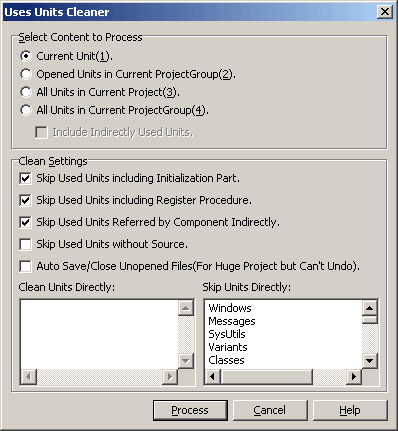 Uses Units Cleaner
Select Content to Process
Current Unit(1).
Opened Units in Current ProjectGroup(2).
All Units in Current Project(3).
All Units in Current ProjectGroup(4).
Include Indirectly Used Units.
Clean Settings
Skip Used Units including Initialization Part.
Skip Used Units including Register Procedure.
Skip Used Units Referred by Component Indirectly.
Skip Used Units without Source.
Auto Save/Close Unopened Files(For Huge Project but Can't Undo).
Clean Units Directly:
Skip Units Directly:
Windows
Messages
SysUtils
Variants
Classes
Process Cancel Help